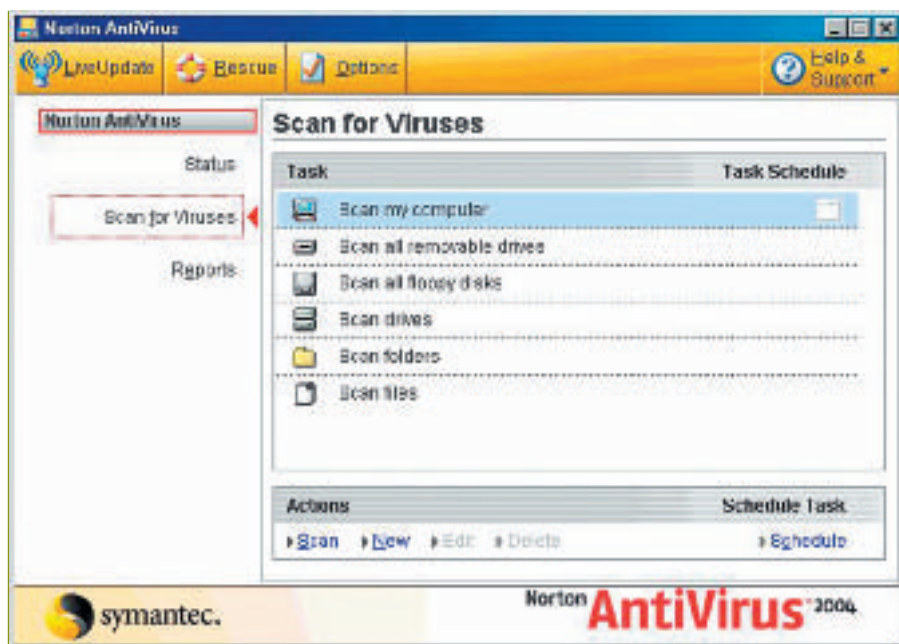 Norton AntiVirus
LiveUpdate Rescue Options Help & Support
Norton AntiVirus
Status
Scan for Viruses
Reports
Scan for Viruses
Task Task Schedule
Scan my computer
Scan all removable drives
Scan all floppy disks
Scan drives
Scan folders
Scan files
Actions Schedule Task
Scan New Edit Delete Schedule
symantec.
Norton AntiVirus 2004